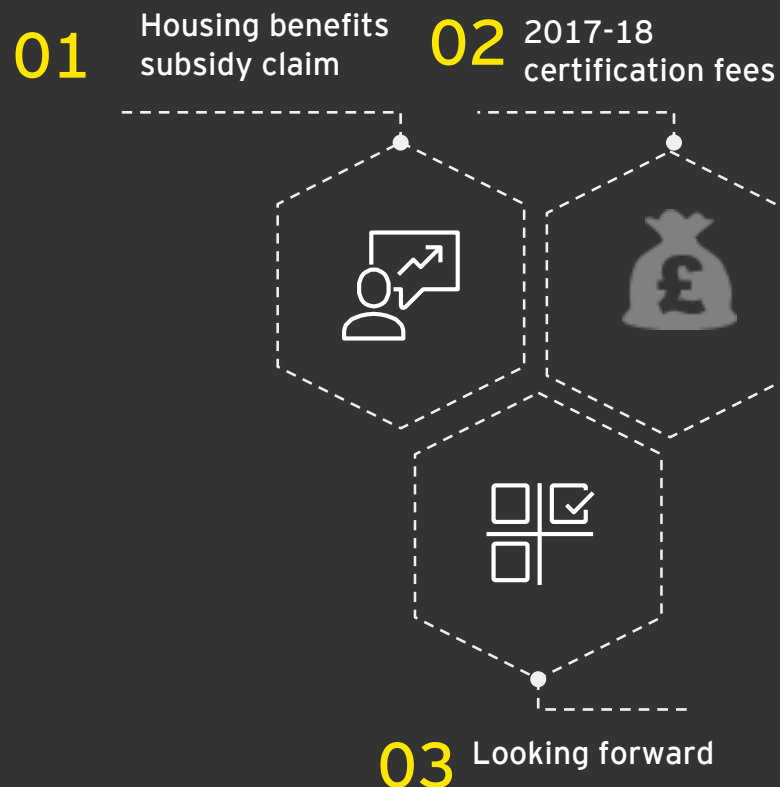 01
Housing benefits
subsidy claim
02
2017-18
certification fees
£
03
Looking forward